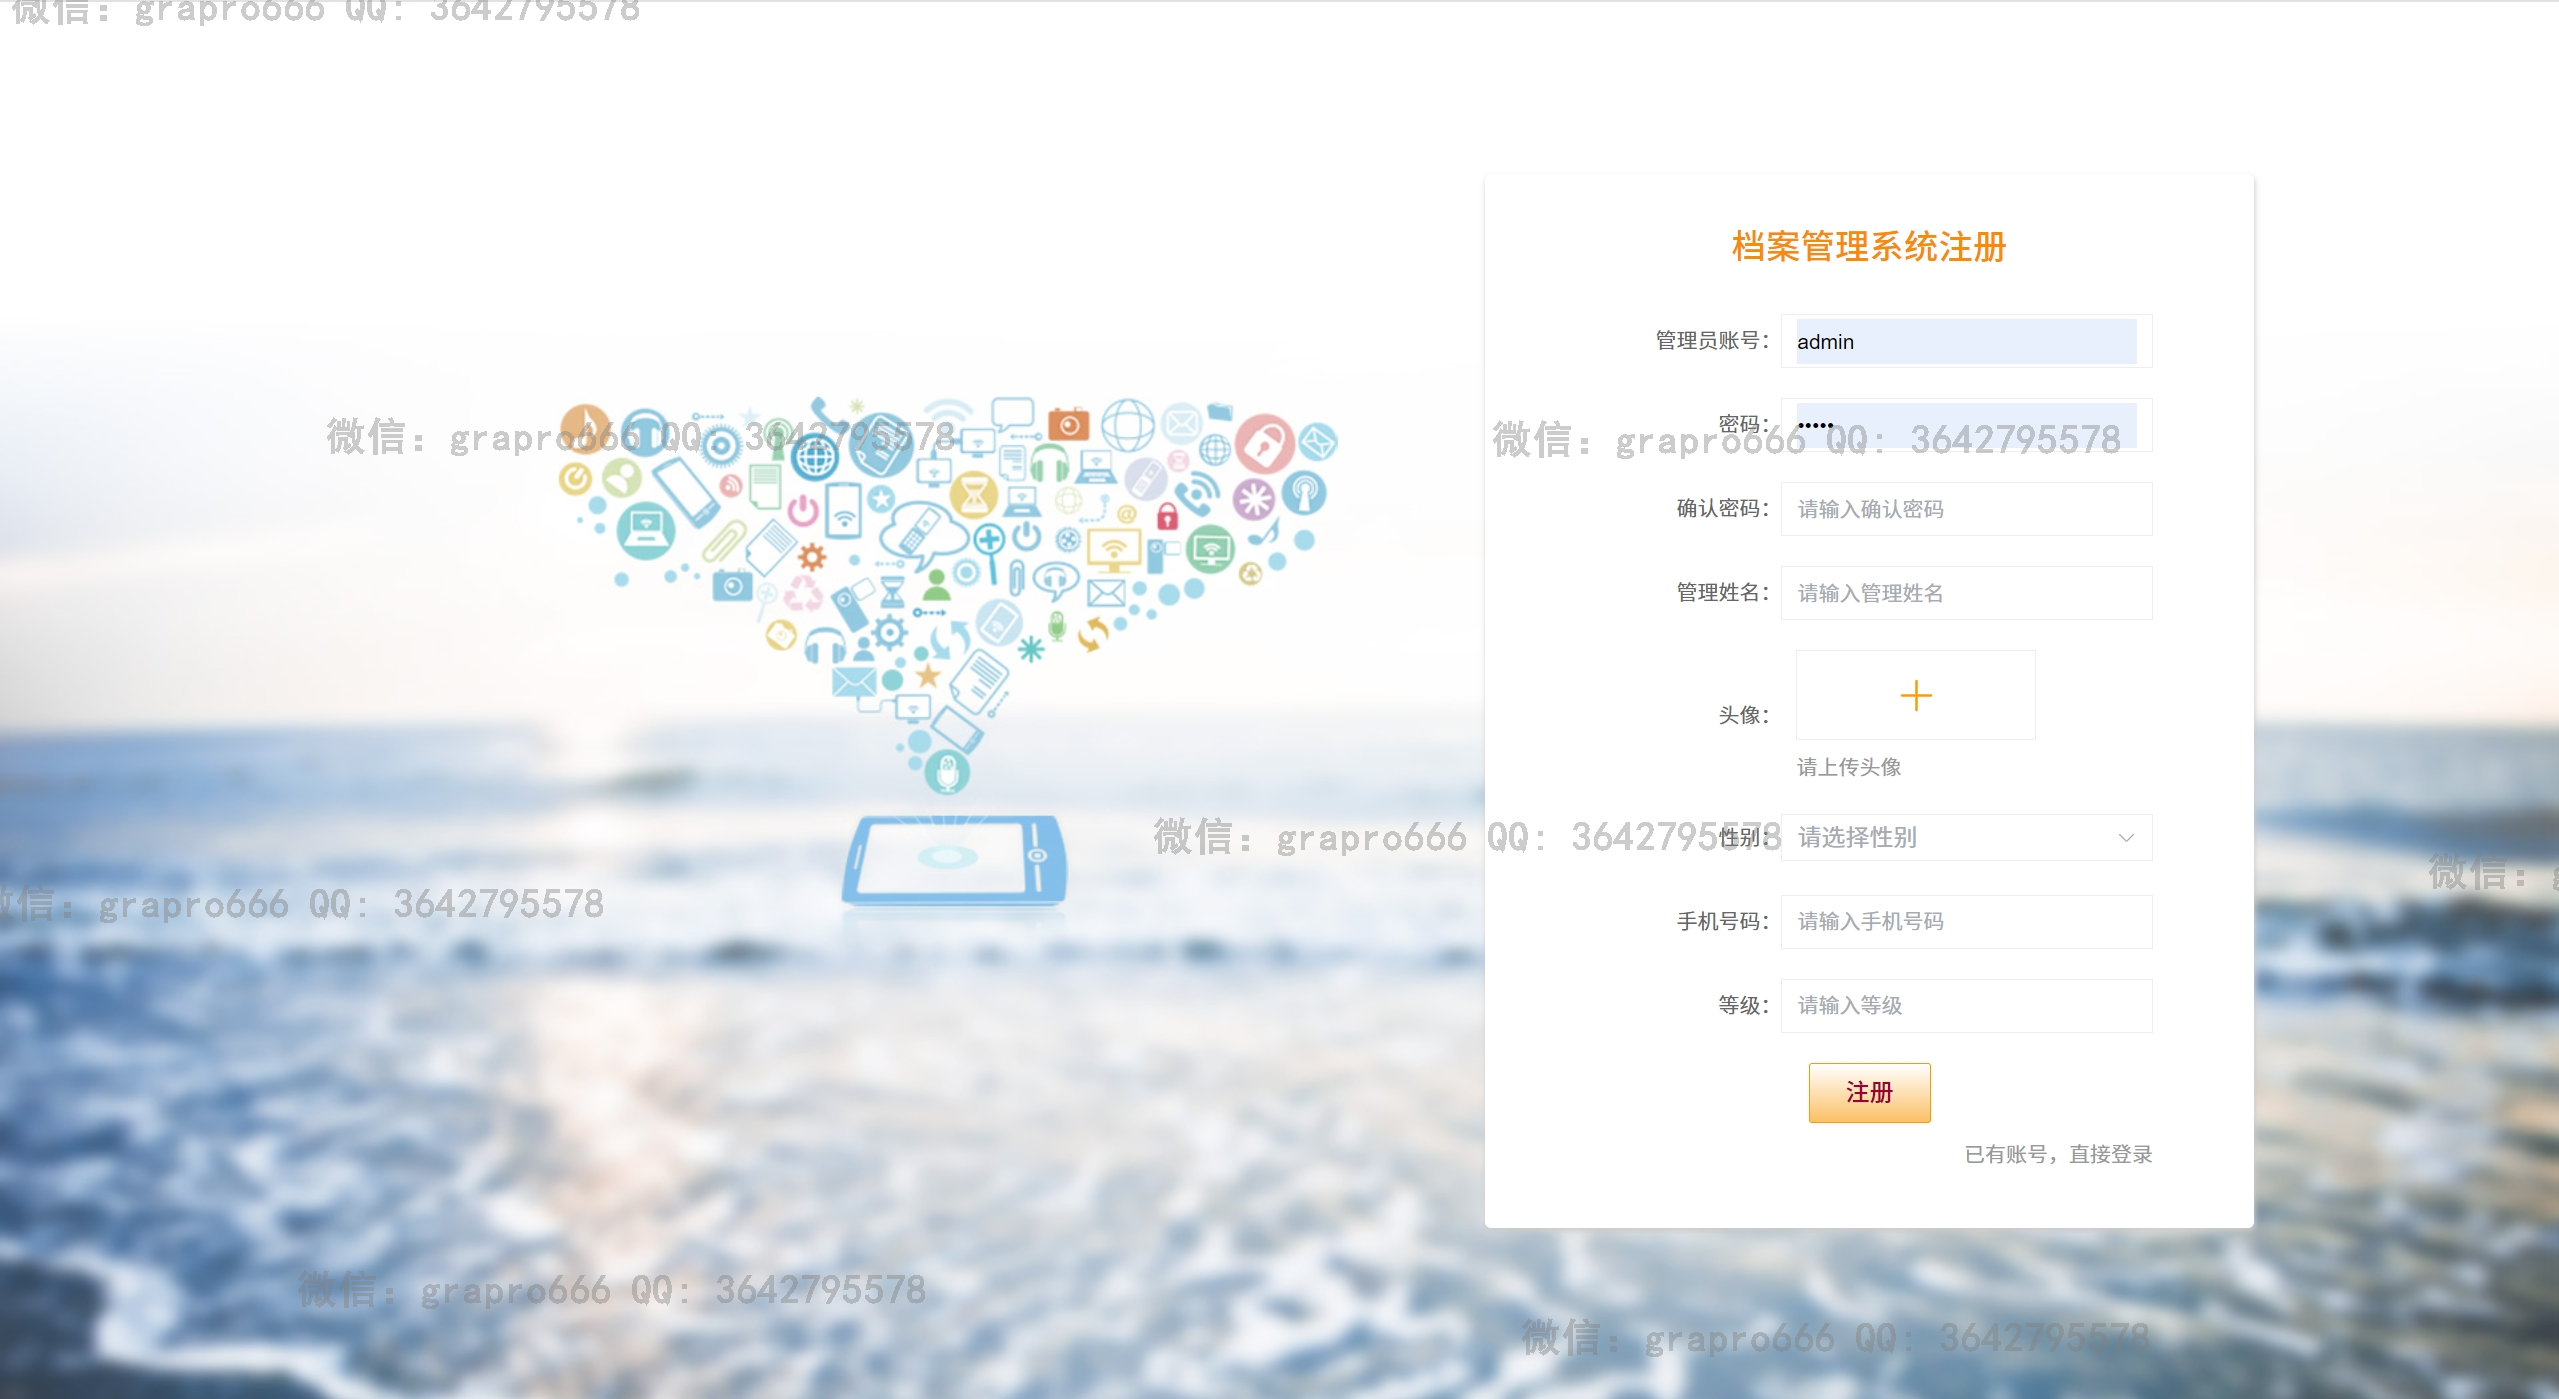 微信: grapro666 QQ: 3642795578
档案管理系统注册
管理员账号: admin
微信: grapro666 QQ: 3642795578
密码: •••••
微信: grapro666 QQ: 3642795578
确认密码: 请输入确认密码
管理姓名: 请输入管理姓名
头像:
请上传头像
微信: grapro666 QQ: 3642795578
性别: 请选择性别
微信:
微信: grapro666 QQ: 3642795578
手机号码: 请输入手机号码
等级: 请输入等级
注册
已有账号，直接登录
微信: grapro666 QQ: 3642795578
微信: grapro666 QQ: 3642795578